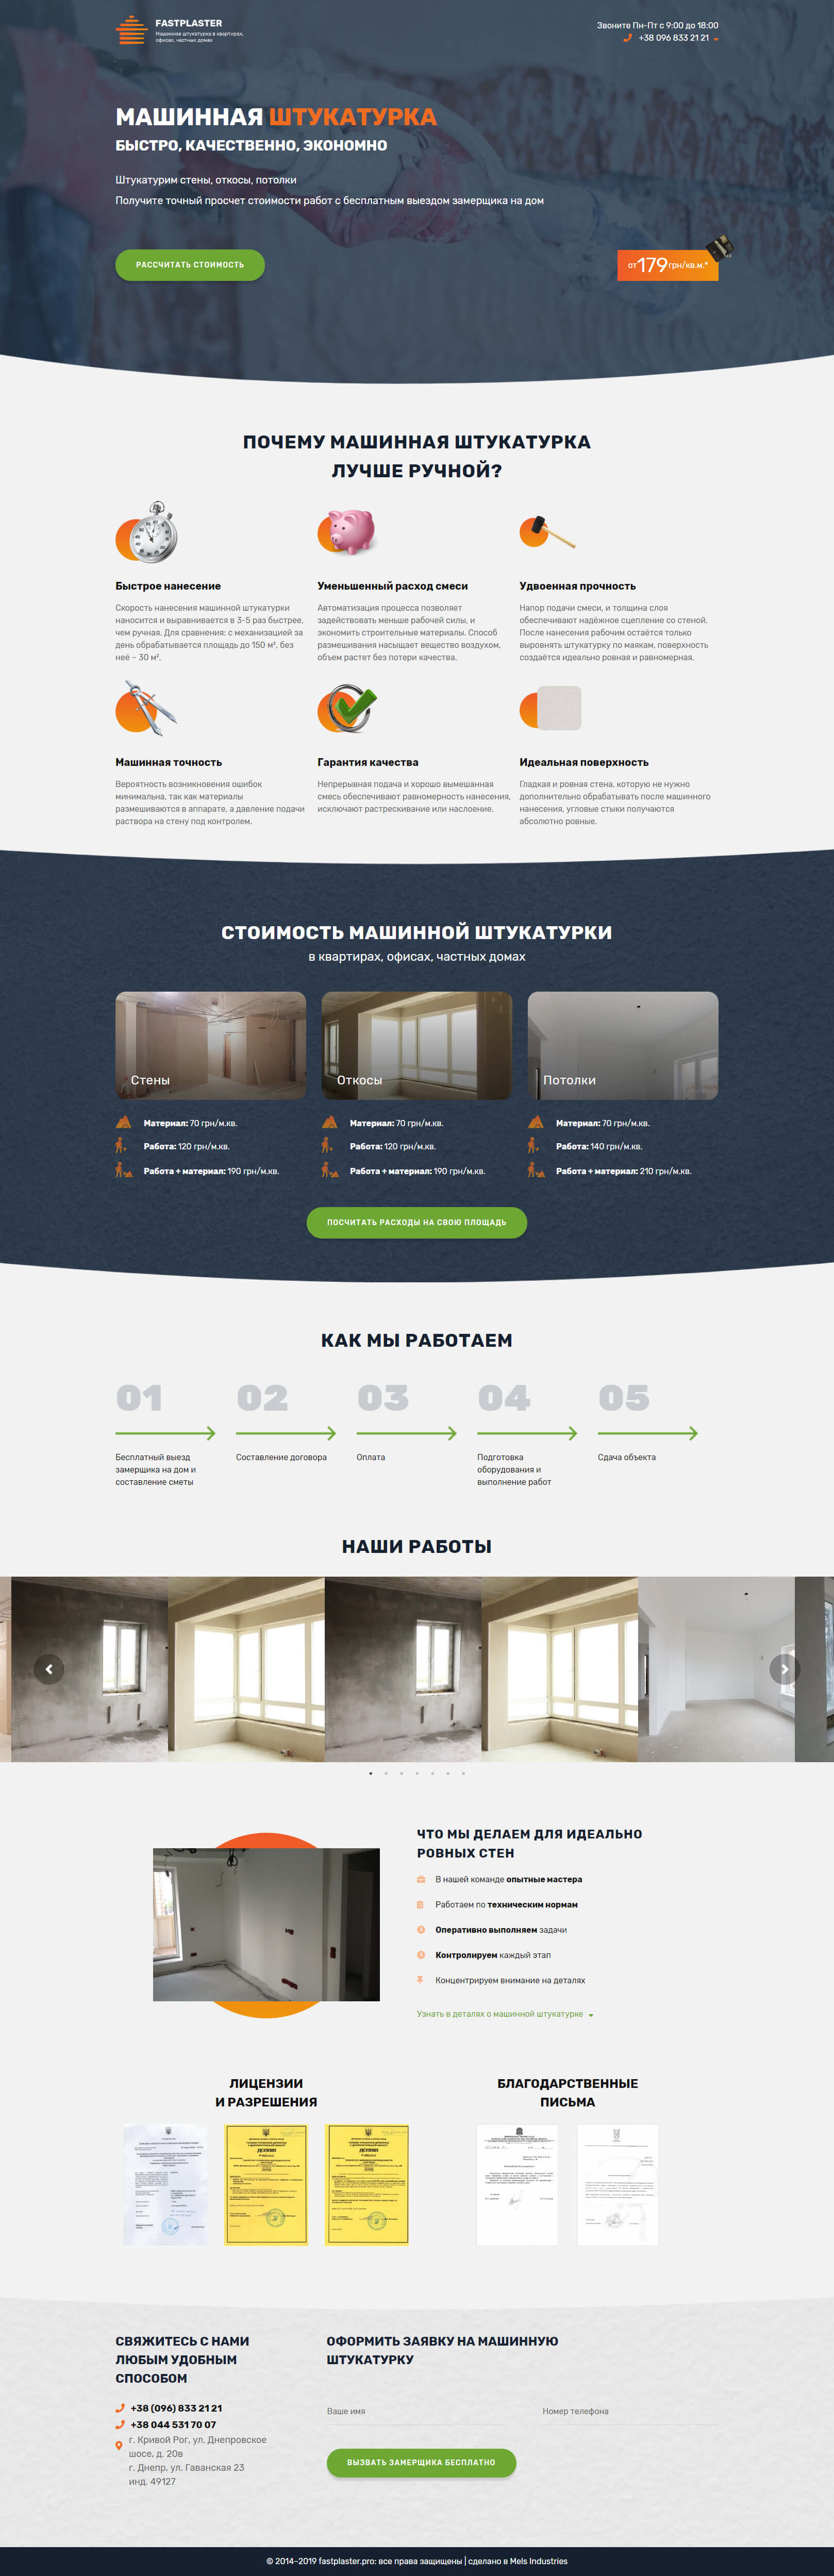 FASTPLASTER
Машинная штукатурка в квартирах,
офисах, частных домах
Звоните Пн-Пт с 9:00 до 18:00
+38 096 833 21 21
МАШИННАЯ ШТУКАТУРКА
БЫСТРО, КАЧЕСТВЕННО, ЭКОНОМНО
Штукатурим стены, откосы, потолки
Получите точный просчет стоимости работ с бесплатным выездом замерщика на дом
РАССЧИТАТЬ СТОИМОСТЬ
от 179 грн/кв.м.*
ПОЧЕМУ МАШИННАЯ ШТУКАТУРКА
ЛУЧШЕ РУЧНОЙ?
Быстрое нанесение
Скорость нанесения машинной штукатурки
наносится и выравнивается в 3-5 раз быстрее,
чем ручная. Для сравнения: с механизацией за
день обрабатывается площадь до 150 м², без
неё – 30 м².
Уменьшенный расход смеси
Автоматизация процесса позволяет
задействовать меньше рабочей силы, и
экономить строительные материалы. Способ
размешивания насыщает вещество воздухом,
объем растет без потери качества.
Удвоенная прочность
Напор подачи смеси, и толщина слоя
обеспечивают надёжное сцепление со стеной.
После нанесения рабочим остаётся только
выровнять штукатурку по маякам, поверхность
создаётся идеально ровная и равномерная.
Машинная точность
Вероятность возникновения ошибок
минимальна, так как материалы
размешиваются в аппарате, а давление подачи
раствора на стену под контролем.
Гарантия качества
Непрерывная подача и хорошо вымешанная
смесь обеспечивают равномерность нанесения,
исключают растрескивание или наслоение.
Идеальная поверхность
Гладкая и ровная стена, которую не нужно
дополнительно обрабатывать после машинного
нанесения, угловые стыки получаются
абсолютно ровные.
СТОИМОСТЬ МАШИННОЙ ШТУКАТУРКИ
в квартирах, офисах, частных домах
Стены
Материал: 70 грн/м.кв.
Работа: 120 грн/м.кв.
Работа + материал: 190 грн/м.кв.
Откосы
Материал: 70 грн/м.кв.
Работа: 120 грн/м.кв.
Работа + материал: 190 грн/м.кв.
Потолки
Материал: 70 грн/м.кв.
Работа: 140 грн/м.кв.
Работа + материал: 210 грн/м.кв.
ПОСЧИТАТЬ РАСХОДЫ НА СВОЮ ПЛОЩАДЬ
КАК МЫ РАБОТАЕМ
01
Бесплатный выезд
замерщика на дом и
составление сметы
02
Составление договора
03
Оплата
04
Подготовка
оборудования и
выполнение работ
05
Сдача объекта
НАШИ РАБОТЫ
ЧТО МЫ ДЕЛАЕМ ДЛЯ ИДЕАЛЬНО
РОВНЫХ СТЕН
В нашей команде опытные мастера
Работаем по техническим нормам
Оперативно выполняем задачи
Контролируем каждый этап
Концентрируем внимание на деталях
Узнать в деталях о машинной штукатурке
ЛИЦЕНЗИИ
И РАЗРЕШЕНИЯ
ДОЗВІЛ
ДОЗВІЛ
БЛАГОДАРСТВЕННЫЕ
ПИСЬМА
СВЯЖИТЕСЬ С НАМИ
ЛЮБЫМ УДОБНЫМ
СПОСОБОМ
+38 (096) 833 21 21
+38 044 531 70 07
г. Кривой Рог, ул. Днепровское
шосе, д. 20в
г. Днепр, ул. Гаванская 23
инд. 49127
ОФОРМИТЬ ЗАЯВКУ НА МАШИННУЮ
ШТУКАТУРКУ
Ваше имя
Номер телефона
ВЫЗВАТЬ ЗАМЕРЩИКА БЕСПЛАТНО
© 2014-2019 fastplaster.pro: все права защищены | сделано в Mels Industries